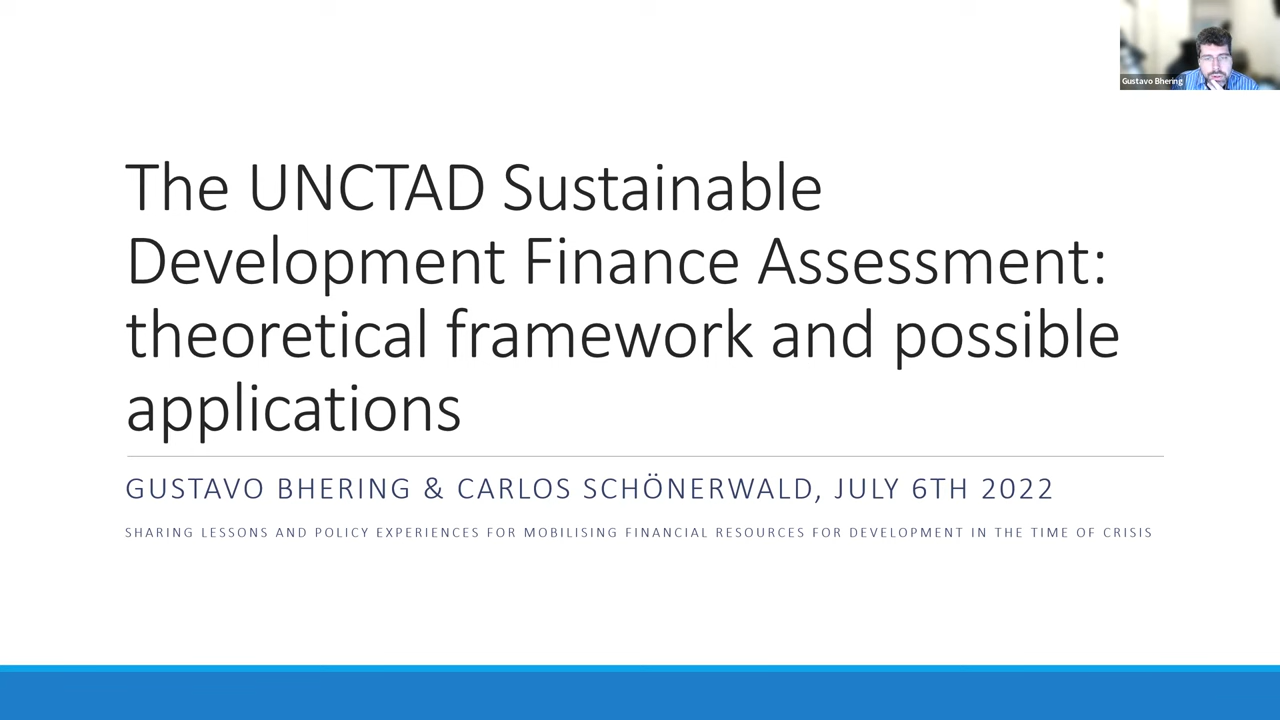 Gustavo Bhering
The UNCTAD Sustainable
Development Finance Assessment:
theoretical framework and possible
applications
GUSTAVO BHERING & CARLOS SCHÖNERWALD, JULY 6TH 2022
SHARING LESSONS AND POLICY EXPERIENCES FOR MOBILISING FINANCIAL RESOURCES FOR DEVELOPMENT IN THE TIME OF CRISIS